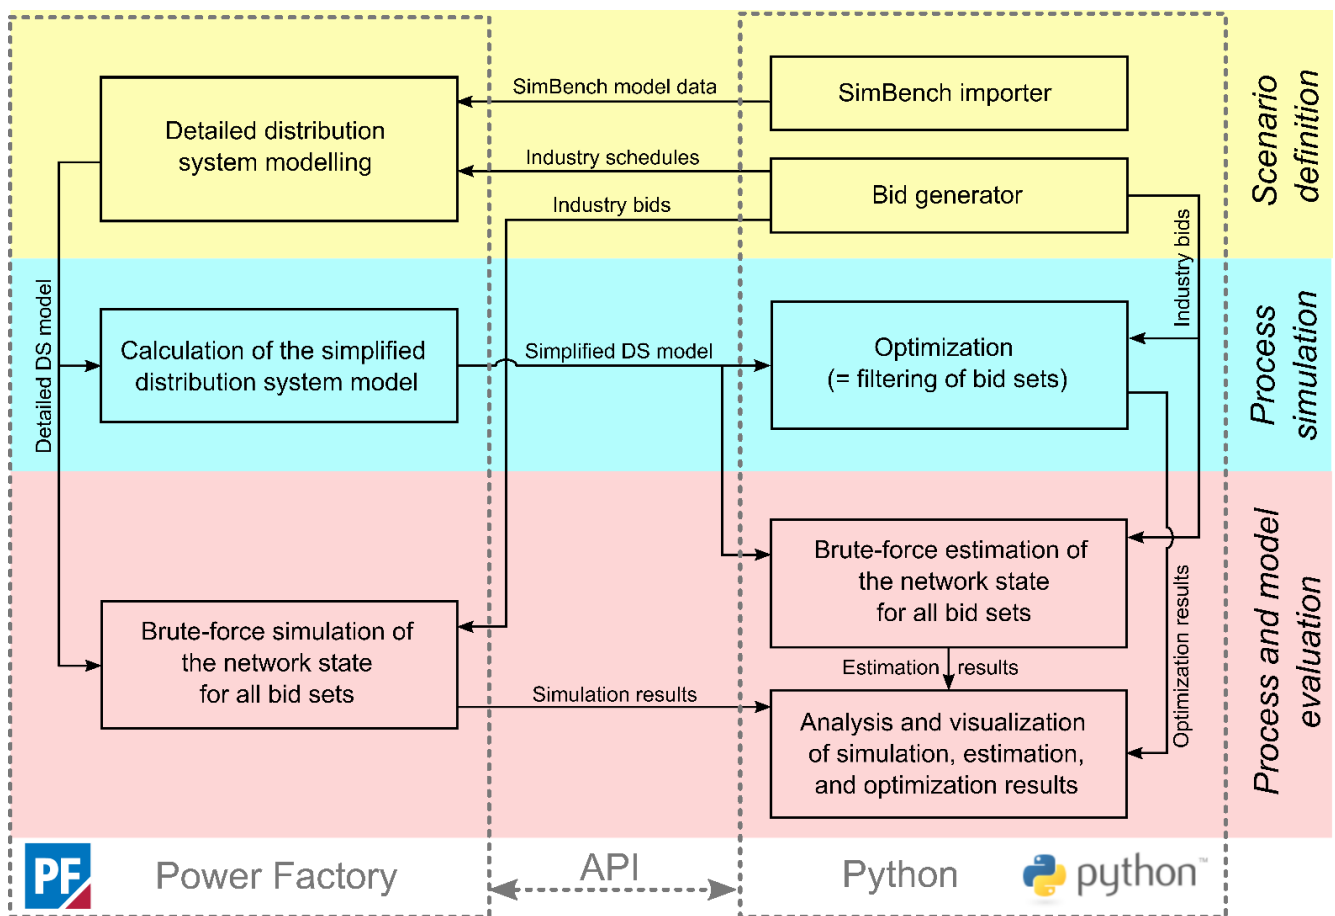 SimBench model data
SimBench importer
Detailed distribution
system modelling
Industry schedules
Industry bids
Bid generator
Industry bids
Scenario
definition
Detailed DS model
Calculation of the simplified
distribution system model
Simplified DS model
Optimization
(= filtering of bid sets)
Process
simulation
Brute-force estimation of
the network state
for all bid sets
Brute-force simulation of
the network state
for all bid sets
Estimation results
Simulation results
Optimization results
Analysis and visualization
of simulation, estimation,
and optimization results
Process and model
evaluation
PF
Power Factory
API
Python
python™